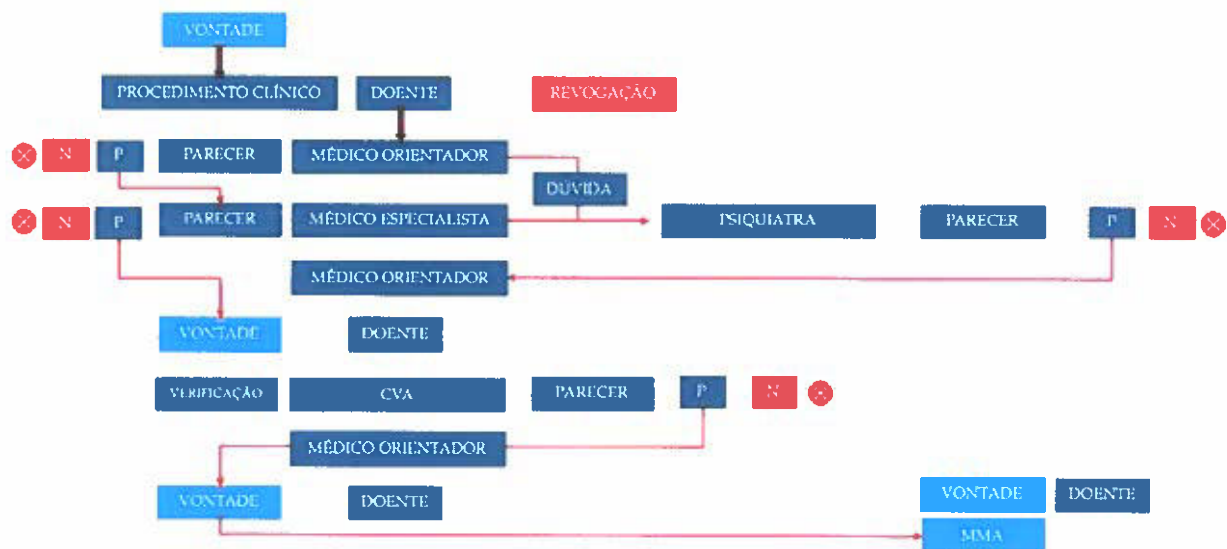 VONTADE
PROCEDIMENTO CLÍNICO DOENTE REVOGAÇÃO
N P PARECER MÉDICO ORIENTADOR
DÚVIDA
N P PARECER MÉDICO ESPECIALISTA PSIQUIATRA PARECER P N
MÉDICO ORIENTADOR
VONTADE DOENTE
VERIFICAÇÃO CVA PARECER P N
MÉDICO ORIENTADOR
VONTADE DOENTE VONTADE DOENTE
MMA